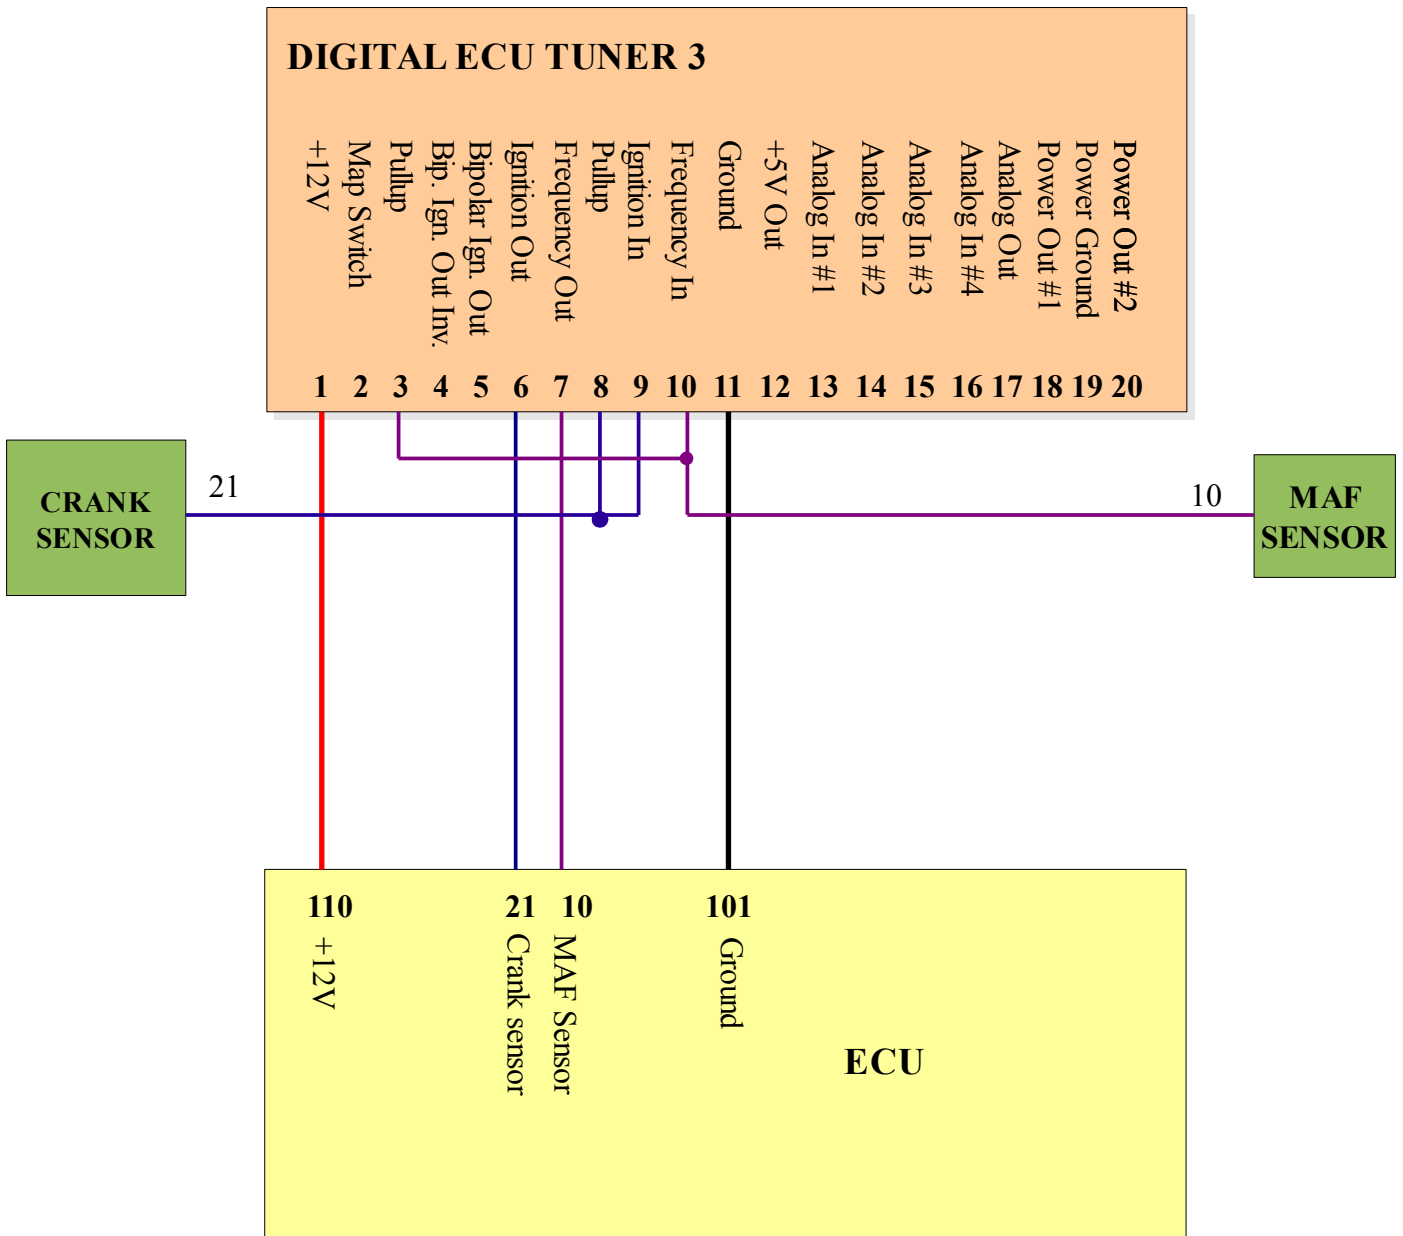 DIGITAL ECU TUNER 3
+12V
Map Switch
Pullup
Bip. Ign. Out Inv.
Bipolar Ign. Out
Ignition Out
Frequency Out
Pullup
Ignition In
Frequency In
Ground
+5V Out
Analog In #1
Analog In #2
Analog In #3
Analog In #4
Analog Out
Power Out #1
Power Ground
Power Out #2
1 2 3 4 5 6 7 8 9 10 11 12 13 14 15 16 17 18 19 20
CRANK
SENSOR
21
10
MAF
SENSOR
110 21 10 101
+12V
Crank sensor
MAF Sensor
Ground
ECU